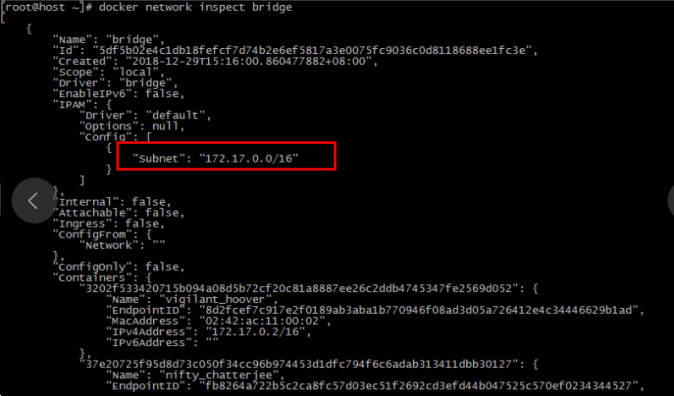 [root@host ~]# docker network inspect bridge
[
{
"Name": "bridge",
"Id": "5df5b02e4c1db18fefcf7d74b2e6ef5817a3e0075fc9036c0d8118688ee1fc3e",
"Created": "2018-12-29T15:16:00.860477882+08:00",
"Scope": "local",
"Driver": "bridge",
"EnableIPv6": false,
"IPAM": {
"Driver": "default",
"Options": null,
"Config": [
{
"Subnet": "172.17.0.0/16"
}
]
},
"Internal": false,
"Attachable": false,
"Ingress": false,
"ConfigFrom": {
"Network": ""
},
"ConfigOnly": false,
"Containers": {
"3202f533420715b094a08d5b72cf20c81a8887ee26c2ddb4745347fe2569d052": {
"Name": "vigilant_hoover",
"EndpointID": "8d2fcef7c917e2f0189ab3aba1b770946f08ad3d05a726412e4c34446629b1ad",
"MacAddress": "02:42:ac:11:00:02",
"IPv4Address": "172.17.0.2/16",
"IPv6Address": ""
},
"37e20725f95d8d73c050f34cc96b974453d1dfc794f6c6adab313411dbb30127": {
"Name": "nifty_chatterjee",
"EndpointID": "fb8264a722b5c2ca8fc57d03ec51f2692cd3efd44b047525c570ef0234344527",